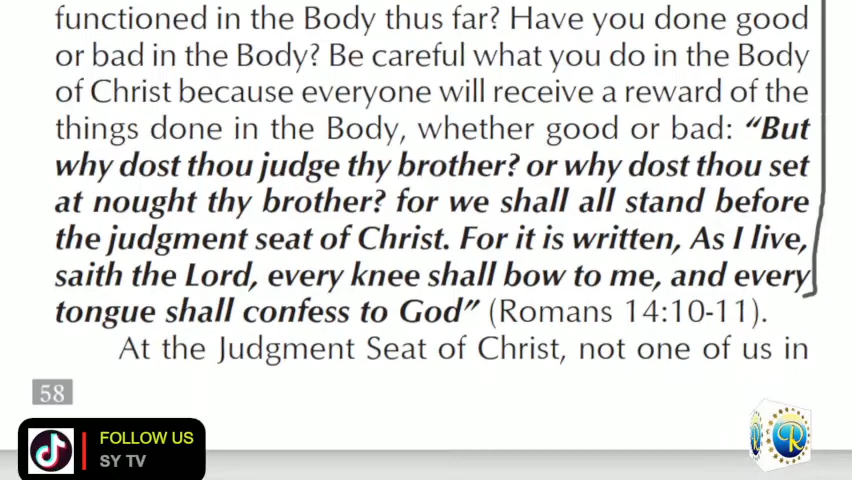 functioned in the Body thus far? Have you done good
or bad in the Body? Be careful what you do in the Body
of Christ because everyone will receive a reward of the
things done in the Body, whether good or bad: “But
why dost thou judge thy brother? or why dost thou set
at nought thy brother? for we shall all stand before
the judgment seat of Christ. For it is written, As I live,
saith the Lord, every knee shall bow to me, and every
tongue shall confess to God” (Romans 14:10-11).
At the Judgment Seat of Christ, not one of us in
58
FOLLOW US
SY TV
R